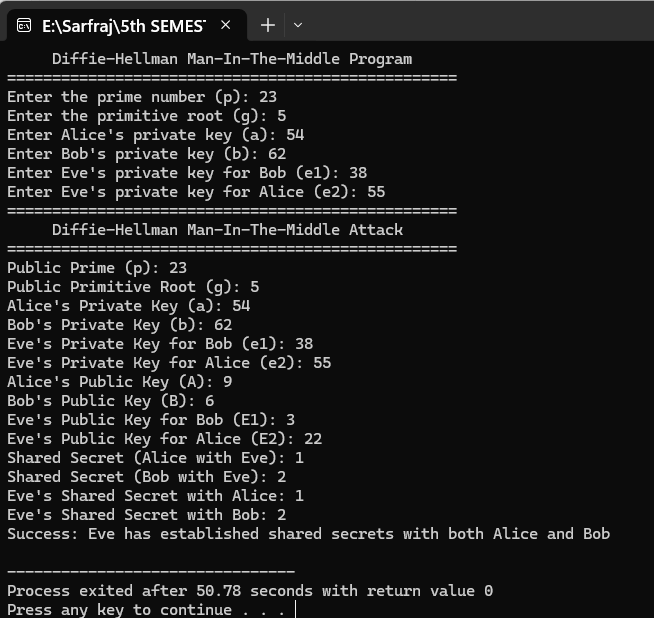 E:\Sarfraj\5th SEMES
Diffie-Hellman Man-In-The-Middle Program
==================================================
Enter the prime number (p): 23
Enter the primitive root (g): 5
Enter Alice's private key (a): 54
Enter Bob's private key (b): 62
Enter Eve's private key for Bob (e1): 38
Enter Eve's private key for Alice (e2): 55
==================================================
Diffie-Hellman Man-In-The-Middle Attack
==================================================
Public Prime (p): 23
Public Primitive Root (g): 5
Alice's Private Key (a): 54
Bob's Private Key (b): 62
Eve's Private Key for Bob (e1): 38
Eve's Private Key for Alice (e2): 55
Alice's Public Key (A): 9
Bob's Public Key (B): 6
Eve's Public Key for Bob (E1): 3
Eve's Public Key for Alice (E2): 22
Shared Secret (Alice with Eve): 1
Shared Secret (Bob with Eve): 2
Eve's Shared Secret with Alice: 1
Eve's Shared Secret with Bob: 2
Success: Eve has established shared secrets with both Alice and Bob
--------------------------------
Process exited after 50.78 seconds with return value 0
Press any key to continue . . .